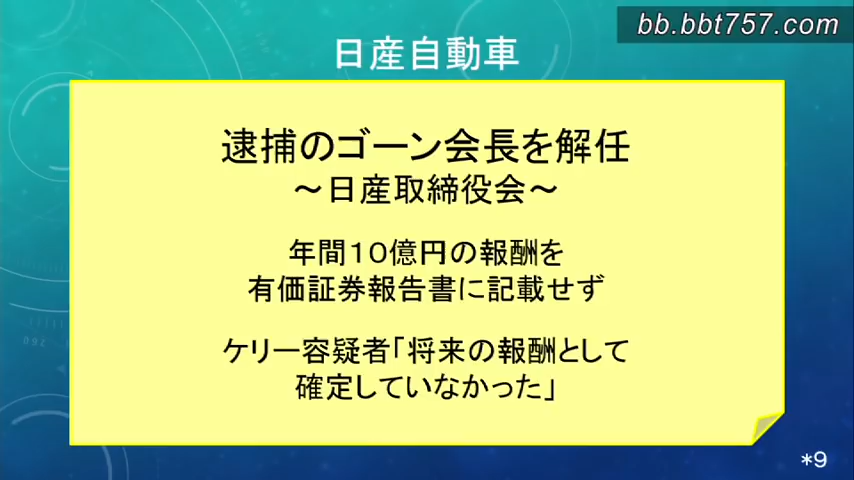 bb.bbt757.com
日産自動車
逮捕のゴーン会長を解任
～日産取締役会～
年間１０億円の報酬を
有価証券報告書に記載せず
ケリー容疑者「将来の報酬として
確定していなかった」
092
*9